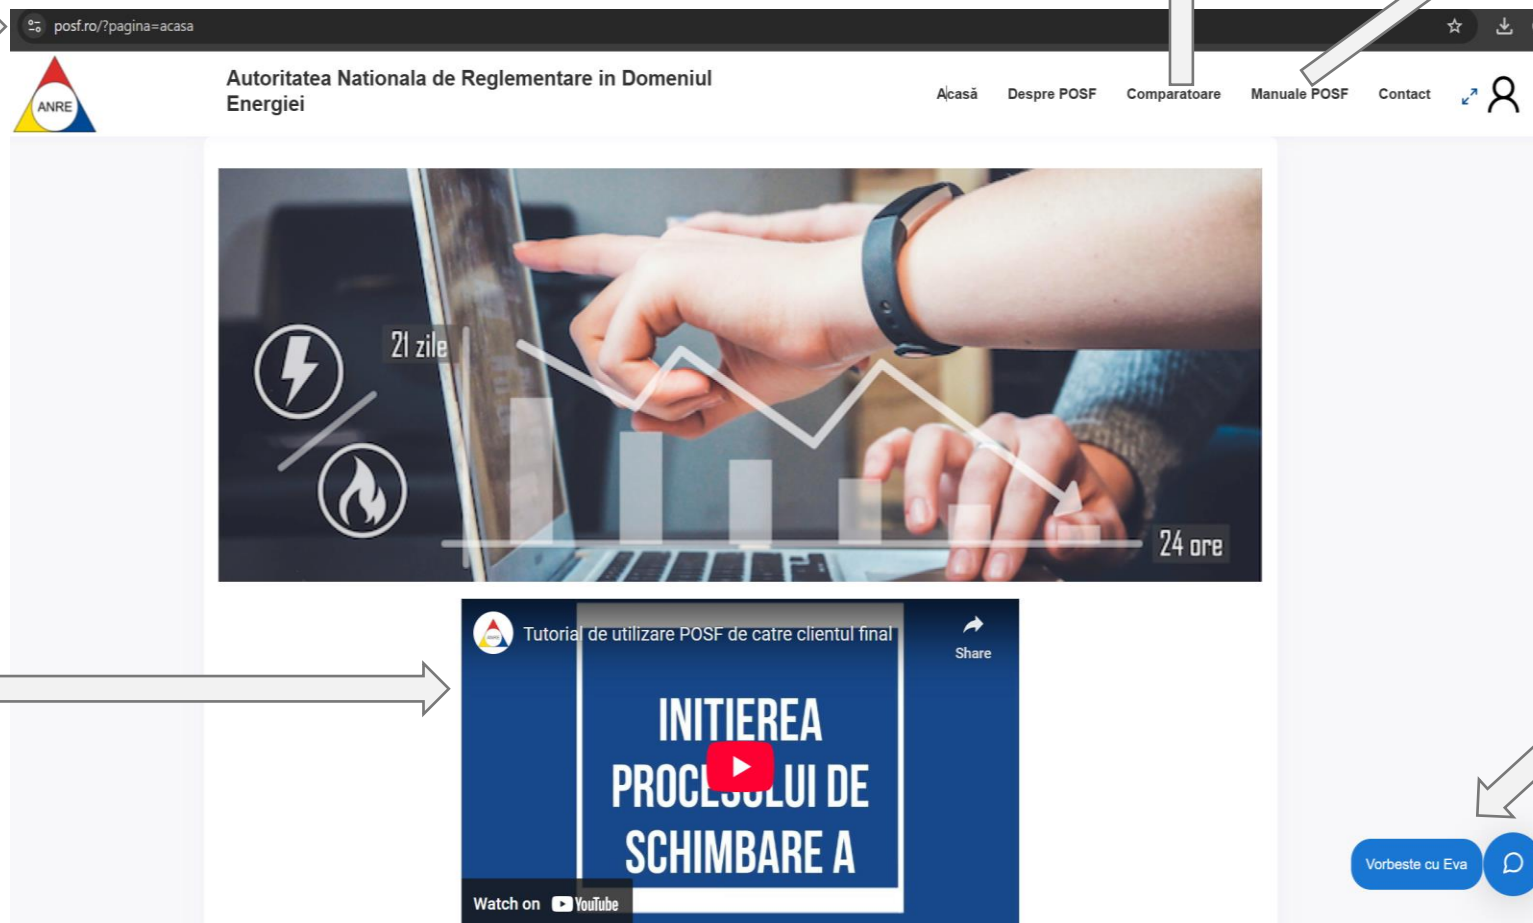 posf.ro/?pagina=acasa
ANRE
Autoritatea Nationala de Reglementare in Domeniul
Energiei
Acasă Despre POSF Comparatoare Manuale POSF Contact
21 zile
24 ore
Tutorial de utilizare POSF de catre clientul final
Share
INITIEREA
PROCESULUI DE
SCHIMBARE A
Watch on YouTube
Vorbeste cu Eva